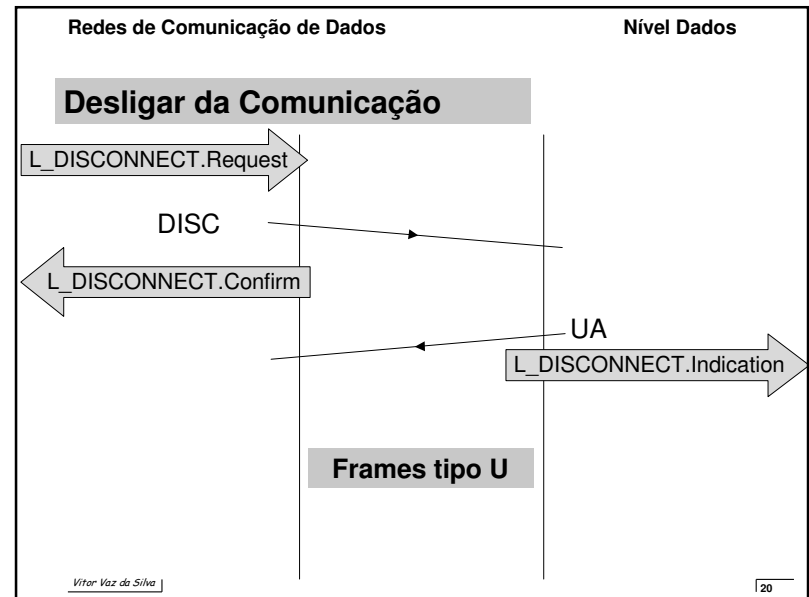 Redes de Comunicação de Dados
Nível Dados
Desligar da Comunicação
L_DISCONNECT.Request
DISC
L_DISCONNECT.Confirm
UA
L_DISCONNECT.Indication
Frames tipo U
Vitor Vaz da Silva
20